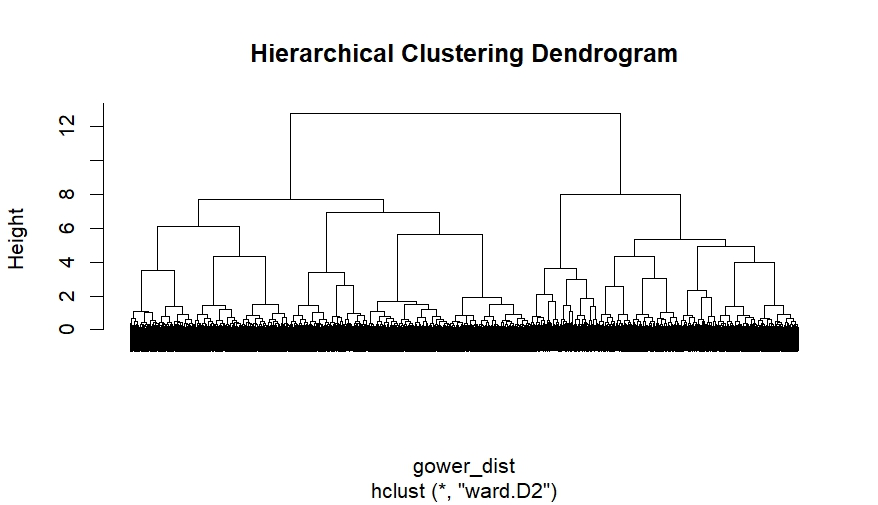 Hierarchical Clustering Dendrogram
Height
12
8
6
4
2
0
gower_dist
hclust (*, "ward.D2")